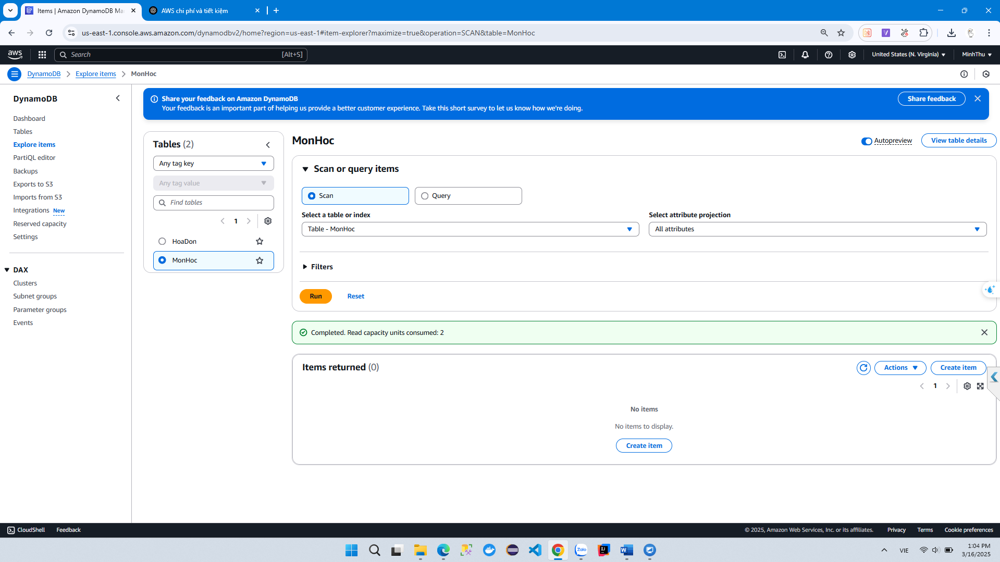 Items | Amazon DynamoDB Ma
AWS chi phí và tiết kiệm
us-east-1.console.aws.amazon.com/dynamodbv2/home?region=us-east-1#item-explorer?maximize=true&operation=SCAN&table=MonHoc
aws
Search
[Alt+S]
United States (N. Virginia)
MinhThu
DynamoDB
Explore items
MonHoc
DynamoDB
Dashboard
Tables
Explore items
PartiQL editor
Backups
Exports to S3
Imports from S3
Integrations New
Reserved capacity
Settings
DAX
Clusters
Subnet groups
Parameter groups
Events
Share your feedback on Amazon DynamoDB
Your feedback is an important part of helping us provide a better customer experience. Take this short survey to let us know how we're doing.
Share feedback
Tables (2)
Any tag key
Any tag value
Find tables
1
HoaDon
MonHoc
MonHoc
Autopreview
View table details
Scan or query items
Scan
Query
Select a table or index
Table - MonHoc
Select attribute projection
All attributes
Filters
Run
Reset
Completed. Read capacity units consumed: 2
Items returned (0)
Actions
Create item
1
No items
No items to display.
Create item
CloudShell
Feedback
© 2025, Amazon Web Services, Inc. or its affiliates.
Privacy
Terms
Cookie preferences
Zalo
VIE
1:04 PM
3/16/2025